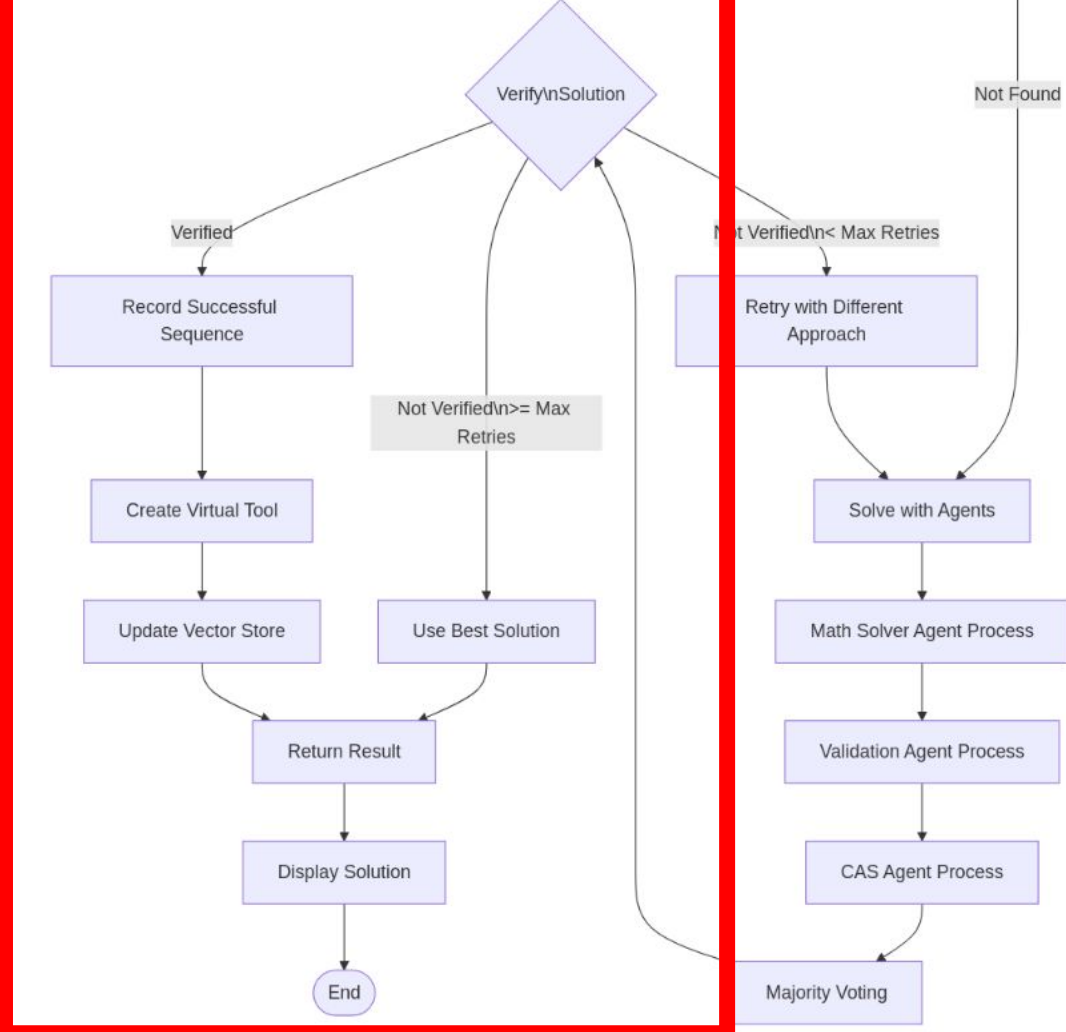 Verify\nSolution
Not Found
Verified
Not Verified\n< Max Retries
Record Successful
Sequence
Retry with Different
Approach
Not Verified\n>= Max
Retries
Create Virtual Tool
Solve with Agents
Update Vector Store
Use Best Solution
Math Solver Agent Process
Return Result
Validation Agent Process
Display Solution
CAS Agent Process
End
Majority Voting